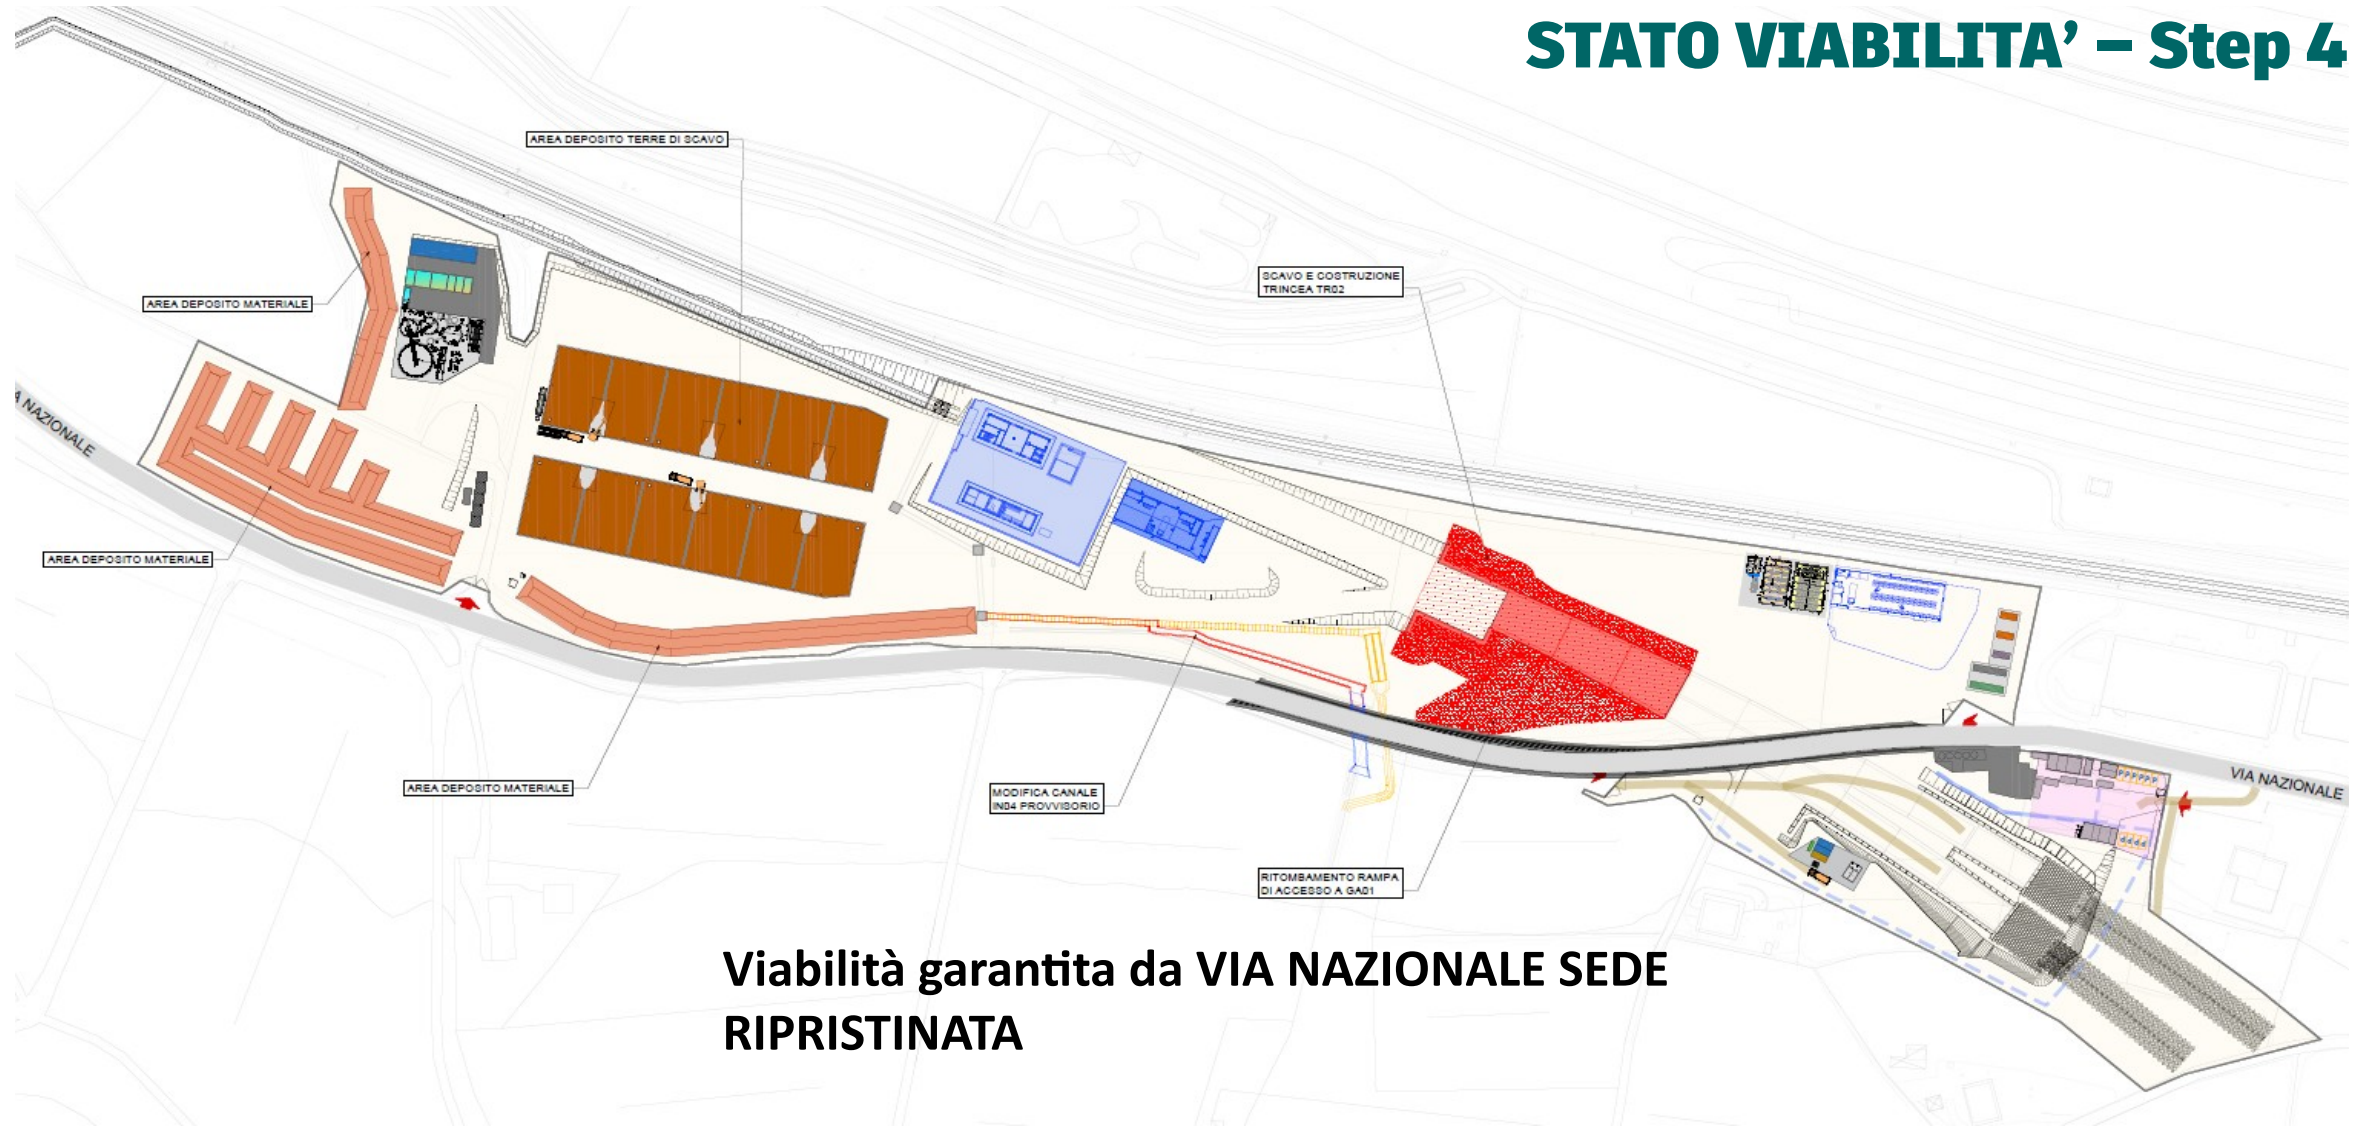 STATO VIABILITA’ – Step 4
AREA DEPOSITO TERRE DI SCAVO
SCAVO E COSTRUZIONE
TRINCEA TR02
AREA DEPOSITO MATERIALE
VIA NAZIONALE
AREA DEPOSITO MATERIALE
AREA DEPOSITO MATERIALE
MODIFICA CANALE
IN04 PROVVISORIO
VIA NAZIONALE
RITOMBAMENTO RAMPA
DI ACCESSO A GA01
Viabilità garantita da VIA NAZIONALE SEDE
RIPRISTINATA